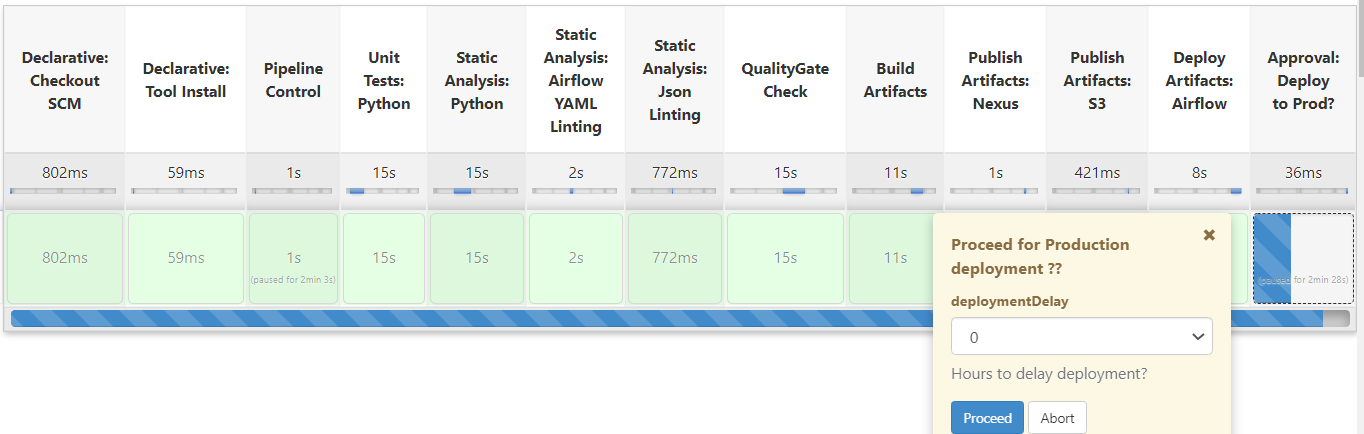 Declarative:
Checkout
SCM
Declarative:
Tool Install
Pipeline
Control
Unit
Tests:
Python
Static
Analysis:
Python
Static
Analysis:
Airflow
YAML
Linting
Static
Analysis:
Json
Linting
QualityGate
Check
Build
Artifacts
Publish
Artifacts:
Nexus
Publish
Artifacts:
S3
Deploy
Artifacts:
Airflow
Approval:
Deploy
to Prod?
802ms
59ms
1s
15s
15s
2s
772ms
15s
11s
1s
421ms
8s
36ms
802ms
59ms
1s
(paused for 2min 3s)
15s
15s
2s
772ms
15s
11s
(paused for 2min 28s)
Proceed for Production
deployment ??
deploymentDelay
0
Hours to delay deployment?
Proceed
Abort